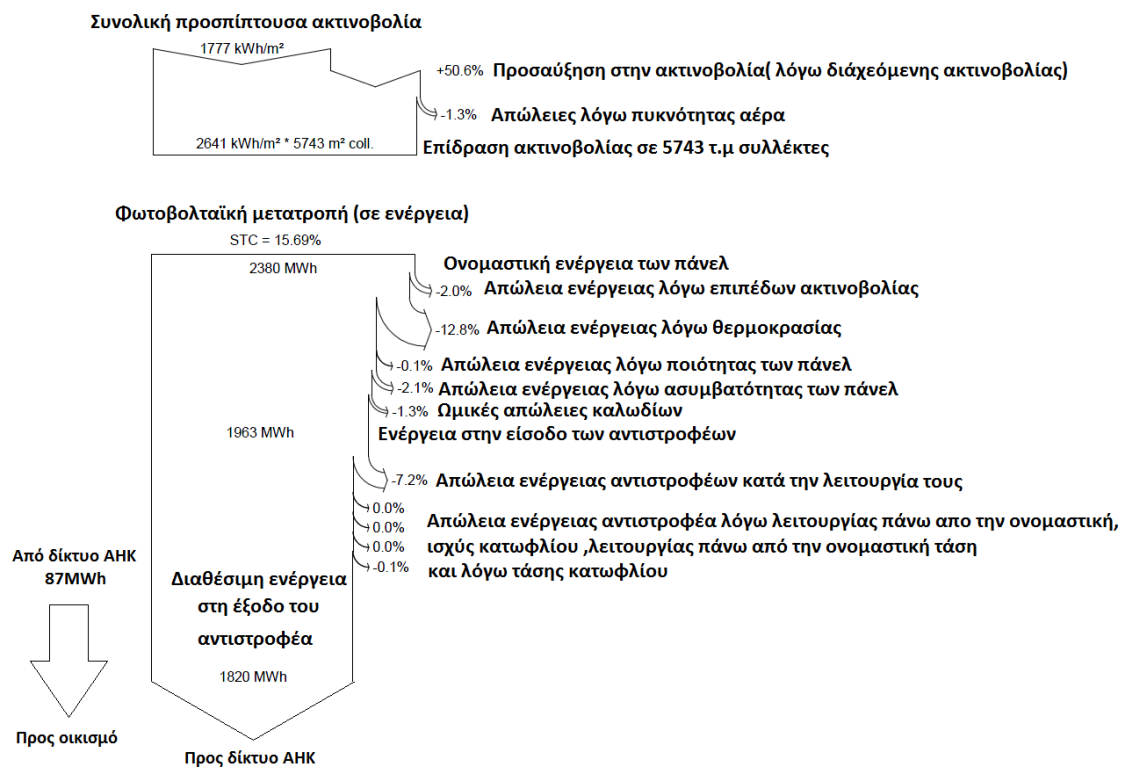 Συνολική προσπίπτουσα ακτινοβολία
1777 kWh/m²
+50.6% Προσαύξηση στην ακτινοβολία( λόγω διάχεόμενης ακτινοβολίας)
-1.3% Απώλειες λόγω πυκνότητας αέρα
2641 kWh/m² * 5743 m² coll. Επίδραση ακτινοβολίας σε 5743 τ.μ συλλέκτες
Φωτοβολταϊκή μετατροπή (σε ενέργεια)
STC = 15.69%
2380 MWh Ονομαστική ενέργεια των πάνελ
-2.0% Απώλεια ενέργειας λόγω επιπέδων ακτινοβολίας
-12.8% Απώλεια ενέργειας λόγω θερμοκρασίας
-0.1% Απώλεια ενέργειας λόγω ποιότητας των πάνελ
-2.1% Απώλεια ενέργειας λόγω ασυμβατότητας των πάνελ
-1.3% Ωμικές απώλειες καλωδίων
1963 MWh Ενέργεια στην είσοδο των αντιστροφέων
-7.2% Απώλεια ενέργειας αντιστροφέων κατά την λειτουργία τους
0.0%
0.0% Απώλεια ενέργειας αντιστροφέα λόγω λειτουργίας πάνω απο την ονομαστική,
0.0% ισχύς κατωφλίου ,λειτουργίας πάνω από την ονομαστική τάση
-0.1% και λόγω τάσης κατωφλίου
Από δίκτυο ΑΗΚ
87MWh
Διαθέσιμη ενέργεια
στη έξοδο του
αντιστροφέα
1820 MWh
Προς οικισμό
Προς δίκτυο ΑΗΚ